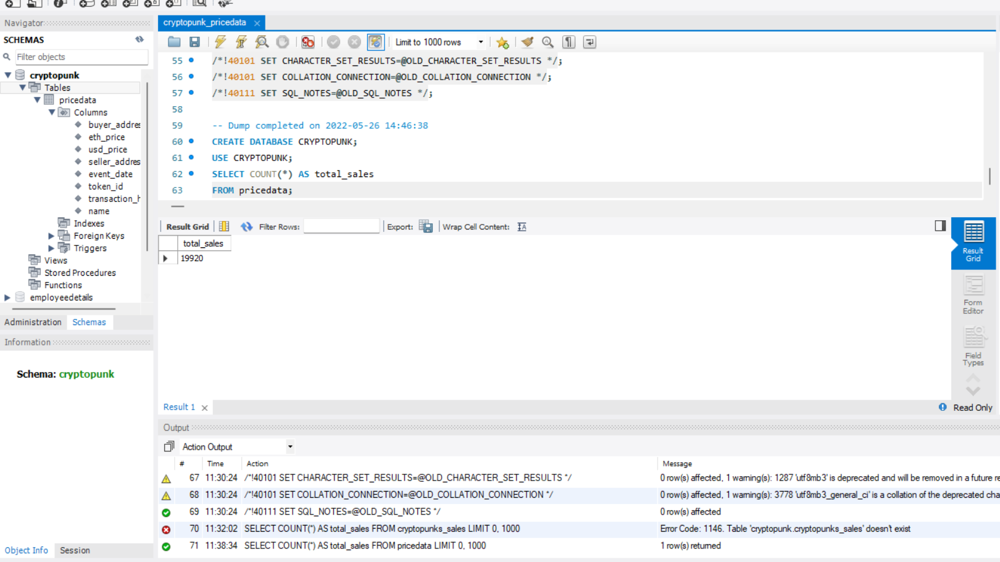 Navigator
SCHEMAS
Filter objects
cryptopunk
Tables
pricedata
Columns
buyer_addre
eth_price
usd_price
seller_addres
event_date
token_id
transaction_h
name
Indexes
Foreign Keys
Triggers
Views
Stored Procedures
Functions
employeedetails
Administration Schemas
Information
Schema: cryptopunk
Object Info Session
cryptopunk_pricedata
Limit to 1000 rows
55 /*!40101 SET CHARACTER_SET_RESULTS=@OLD_CHARACTER_SET_RESULTS */;
56 /*!40101 SET COLLATION_CONNECTION=@OLD_COLLATION_CONNECTION */;
57 /*!40111 SET SQL_NOTES=@OLD_SQL_NOTES */;
58
59 -- Dump completed on 2022-05-26 14:46:38
60 CREATE DATABASE CRYPTOPUNK;
61 USE CRYPTOPUNK;
62 SELECT COUNT(*) AS total_sales
63 FROM pricedata;
Result Grid Filter Rows: Export: Wrap Cell Content:
total_sales
19920
Result Grid
Form Editor
Field Types
Result 1
Read Only
Output
Action Output
# Time Action Message
67 11:30:24 /*!40101 SET CHARACTER_SET_RESULTS=@OLD_CHARACTER_SET_RESULTS */ 0 row(s) affected, 1 warning(s): 1287 'utf8mb3' is deprecated and will be removed in a future re
68 11:30:24 /*!40101 SET COLLATION_CONNECTION=@OLD_COLLATION_CONNECTION */ 0 row(s) affected, 1 warning(s): 3778 'utf8mb3_general_ci' is a collation of the deprecated cha
69 11:30:24 /*!40111 SET SQL_NOTES=@OLD_SQL_NOTES */ 0 row(s) affected
70 11:32:02 SELECT COUNT(*) AS total_sales FROM cryptopunks_sales LIMIT 0, 1000 Error Code: 1146. Table 'cryptopunk.cryptopunks_sales' doesn't exist
71 11:38:34 SELECT COUNT(*) AS total_sales FROM pricedata LIMIT 0, 1000 1 row(s) returned